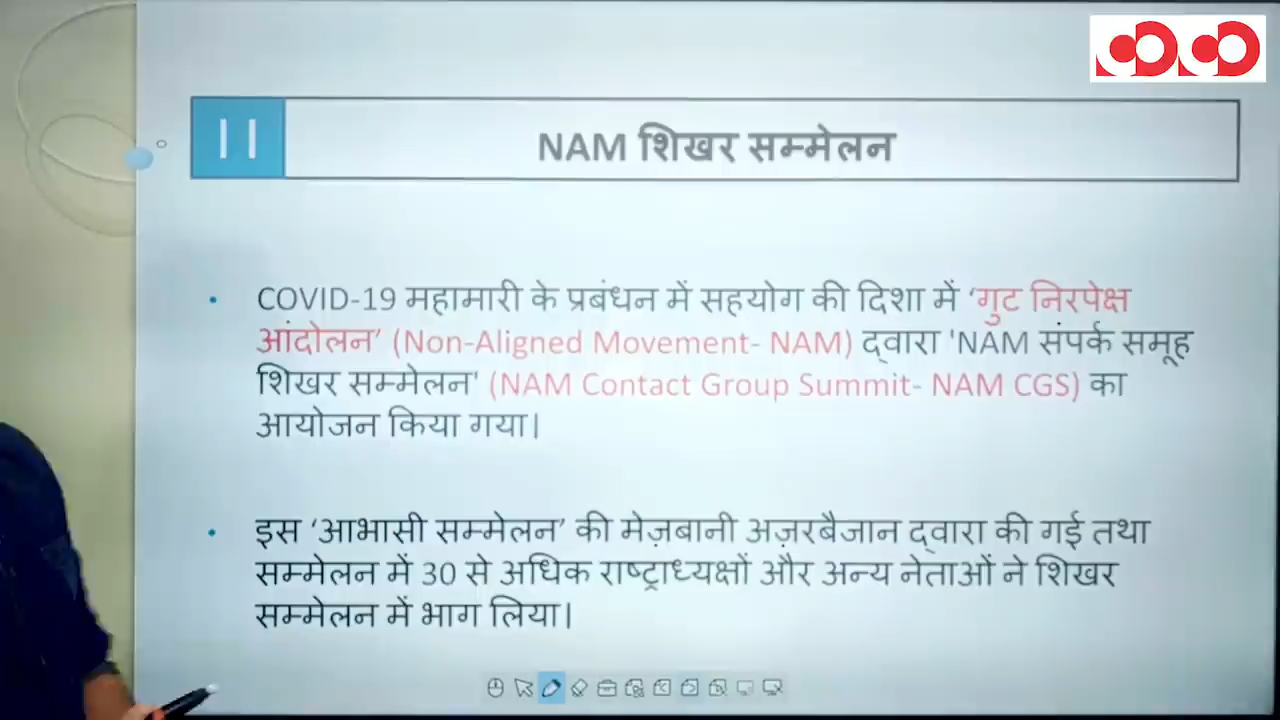 11
NAM शिखर सम्मेलन
COVID-19 महामारी के प्रबंधन में सहयोग की दिशा में ‘गुट निरपेक्ष
आंदोलन’ (Non-Aligned Movement- NAM) द्वारा 'NAM संपर्क समूह
शिखर सम्मेलन' (NAM Contact Group Summit- NAM CGS) का
आयोजन किया गया।
इस ‘आभासी सम्मेलन’ की मेज़बानी अज़रबैजान द्वारा की गई तथा
सम्मेलन में 30 से अधिक राष्ट्राध्यक्षों और अन्य नेताओं ने शिखर
सम्मेलन में भाग लिया।